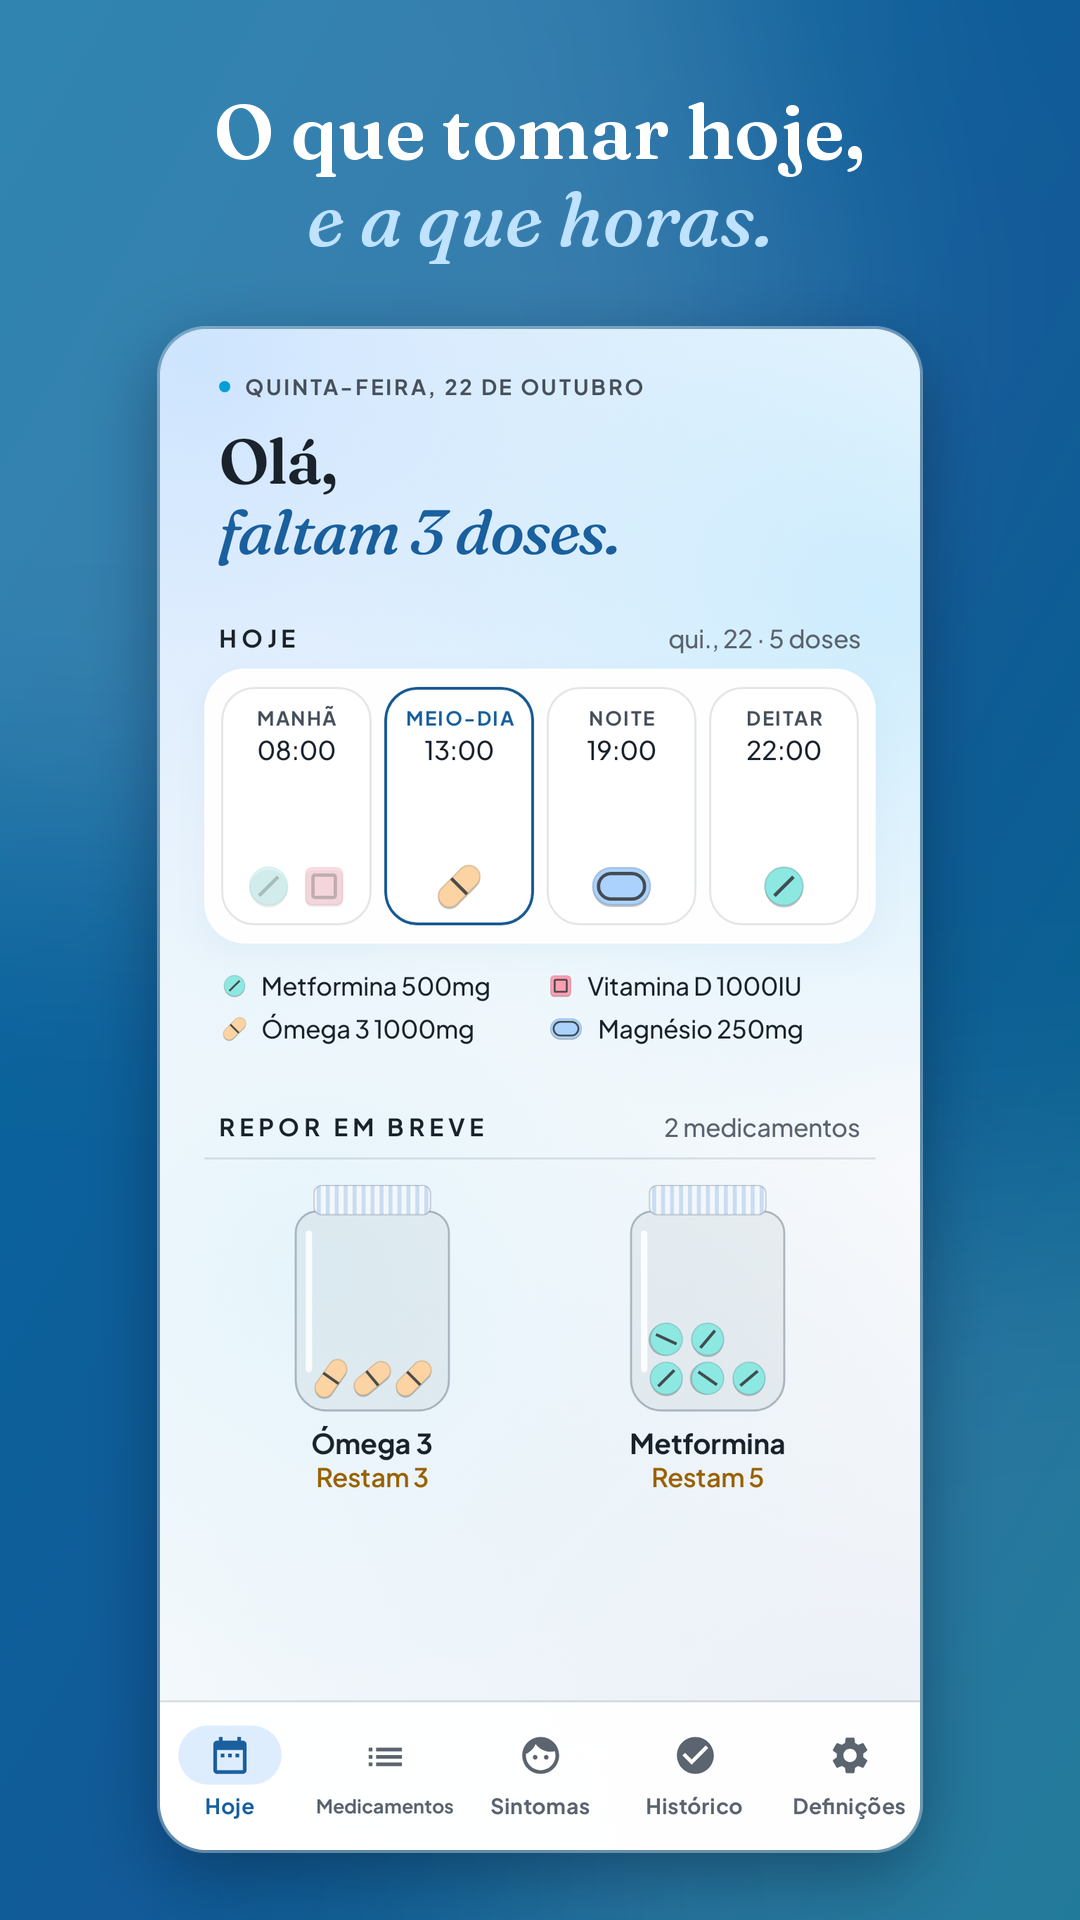 O que tomar hoje,
e a que horas.
QUINTA-FEIRA, 22 DE OUTUBRO
Olá,
faltam 3 doses.
HOJE
qui., 22 · 5 doses
MANHÃ
08:00
MEIO-DIA
13:00
NOITE
19:00
DEITAR
22:00
Metformina 500mg
Vitamina D 1000IU
Ómega 3 1000mg
Magnésio 250mg
REPOR EM BREVE
2 medicamentos
Ómega 3
Restam 3
Metformina
Restam 5
Hoje
Medicamentos
Sintomas
Histórico
Definições